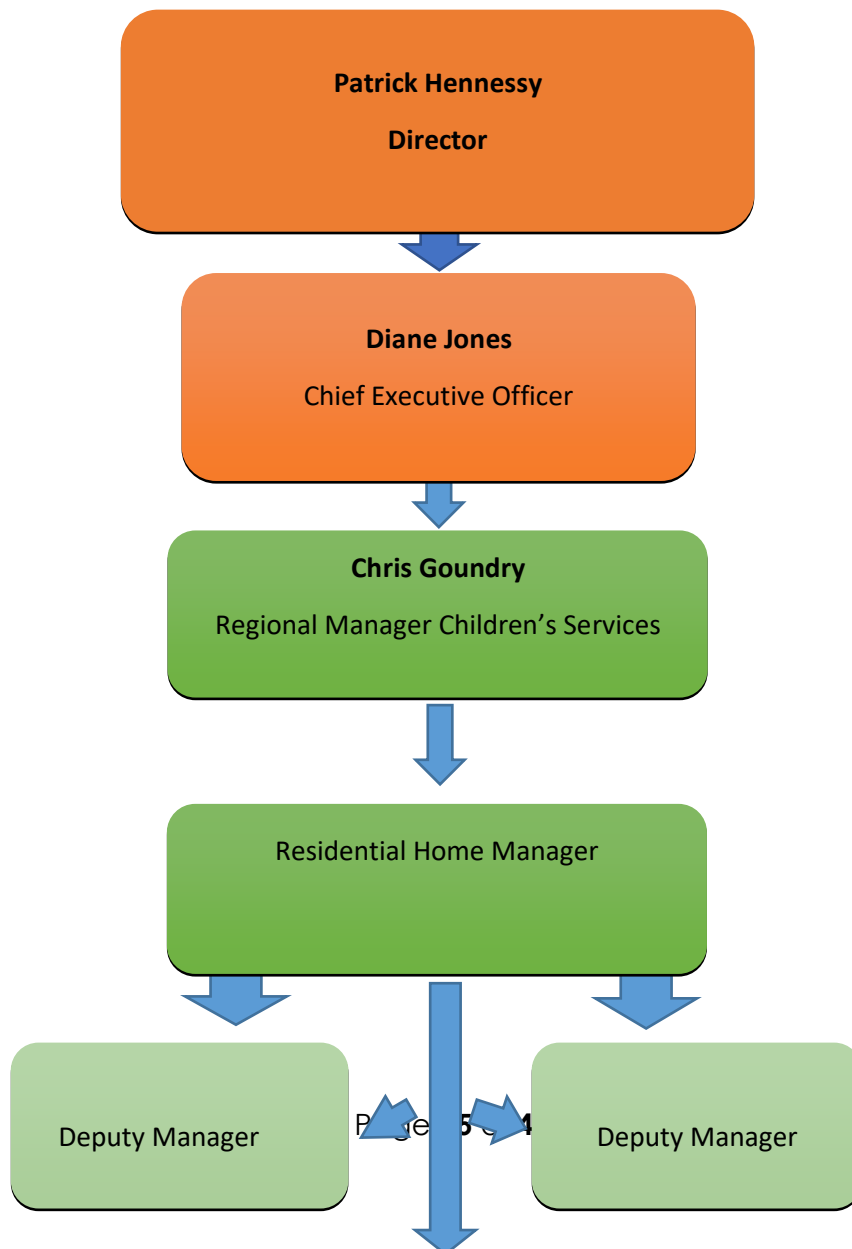 Patrick Hennessy
Director
Diane Jones
Chief Executive Officer
Chris Goundry
Regional Manager Children’s Services
Residential Home Manager
Deputy Manager
Deputy Manager